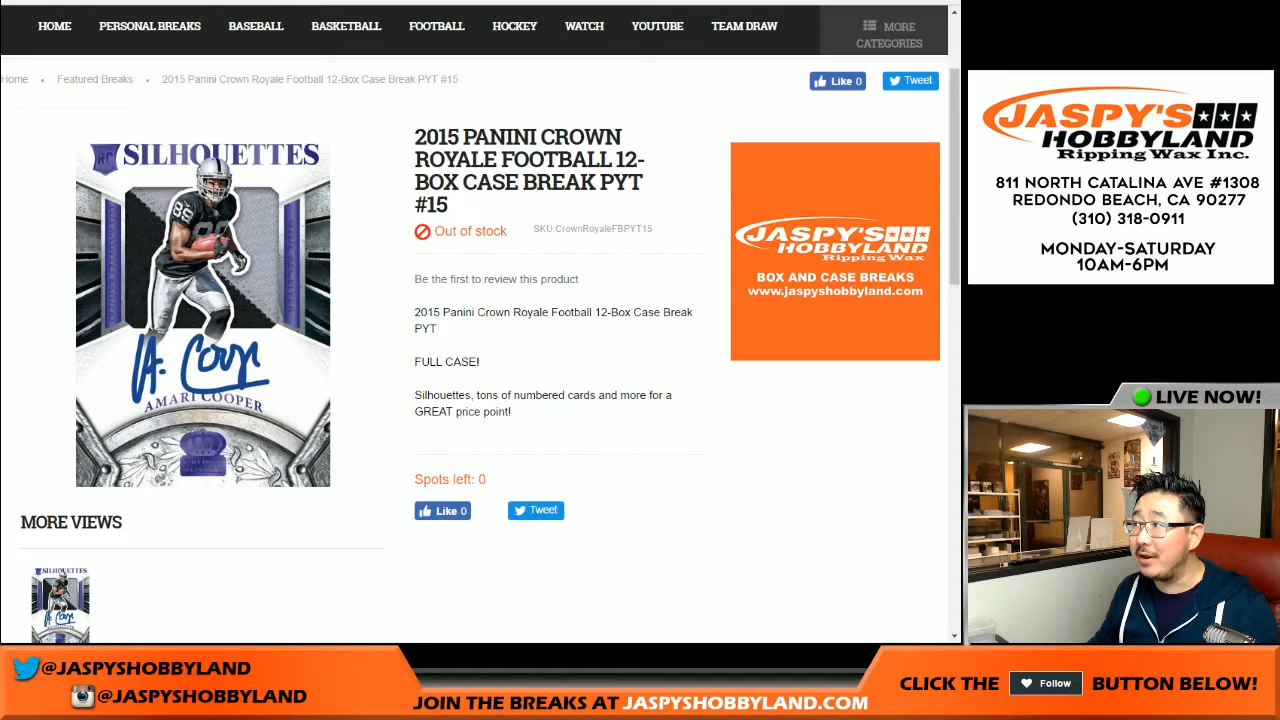 HOME
PERSONAL BREAKS
BASEBALL
BASKETBALL
FOOTBALL
HOCKEY
WATCH
YOUTUBE
TEAM DRAW
MORE
CATEGORIES
Home • Featured Breaks • 2015 Panini Crown Royale Football 12-Box Case Break PYT #15
Like 0
Tweet
RC SILHOUETTES
89
A. Coop
AMARI COOPER
2015 PANINI CROWN
ROYALE FOOTBALL 12-
BOX CASE BREAK PYT
#15
Out of stock
SKU:CrownRoyaleFBPYT15
Be the first to review this product
2015 Panini Crown Royale Football 12-Box Case Break
PYT
FULL CASE!
Silhouettes, tons of numbered cards and more for a
GREAT price point!
Spots left: 0
Like 0
Tweet
MORE VIEWS
SILHOUETTES
JASPY'S
HOBBYLAND
Ripping Wax
BOX AND CASE BREAKS
www.jaspyshobbyland.com
JASPY'S
HOBBYLAND
Ripping Wax Inc.
811 NORTH CATALINA AVE #1308
REDONDO BEACH, CA 90277
(310) 318-0911
MONDAY-SATURDAY
10AM-6PM
LIVE NOW!
@JASPYSHOBBYLAND
@JASPYSHOBBYLAND
JOIN THE BREAKS AT JASPYSHOBBYLAND.COM
CLICK THE Follow BUTTON BELOW!